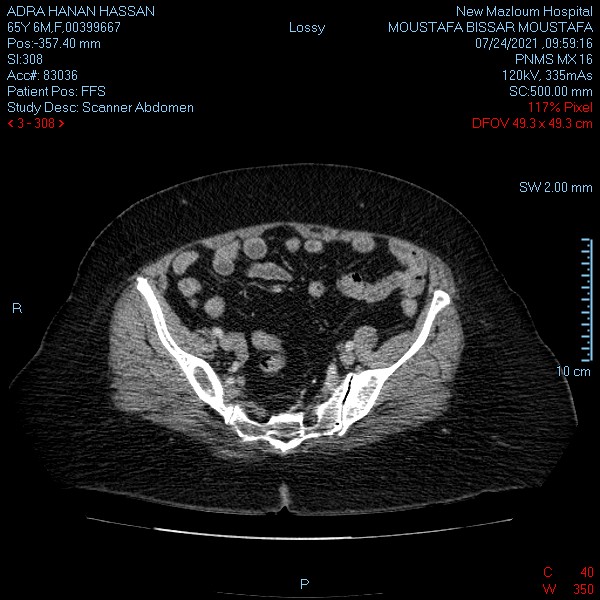 ADRA HANAN HASSAN
65Y 6M,F,00399667
Pos:-357.40 mm
SI:308
Acc#: 83036
Patient Pos: FFS
Study Desc: Scanner Abdomen
< 3 - 308 >
Lossy
New Mazloum Hospital
MOUSTAFA BISSAR MOUSTAFA
07/24/2021 ,09:59:16
PNMS MX 16
120kV, 335mAs
SC:500.00 mm
117% Pixel
DFOV 49.3 x 49.3 cm
SW 2.00 mm
R
10 cm
P
C 40
W 350